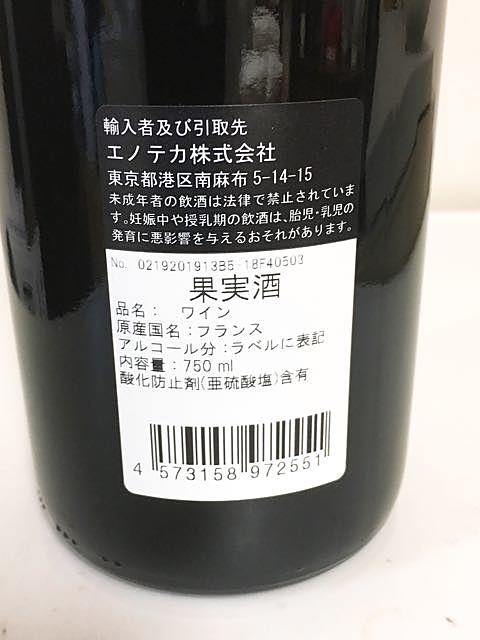 輸入者及び引取先
エノテカ株式会社
東京都港区南麻布5-14-15
未成年者の飲酒は法律で禁止されていま
す。妊娠中や授乳期の飲酒は、胎児・乳児の
発育に悪影響を与えるおそれがあります。
No. 0219201913B5-18F40503
果実酒
品名： ワイン
原産国名：フランス
アルコール分：ラベルに表記
内容量：750 ml
酸化防止剤(亜硫酸塩)含有
4 573158 972551